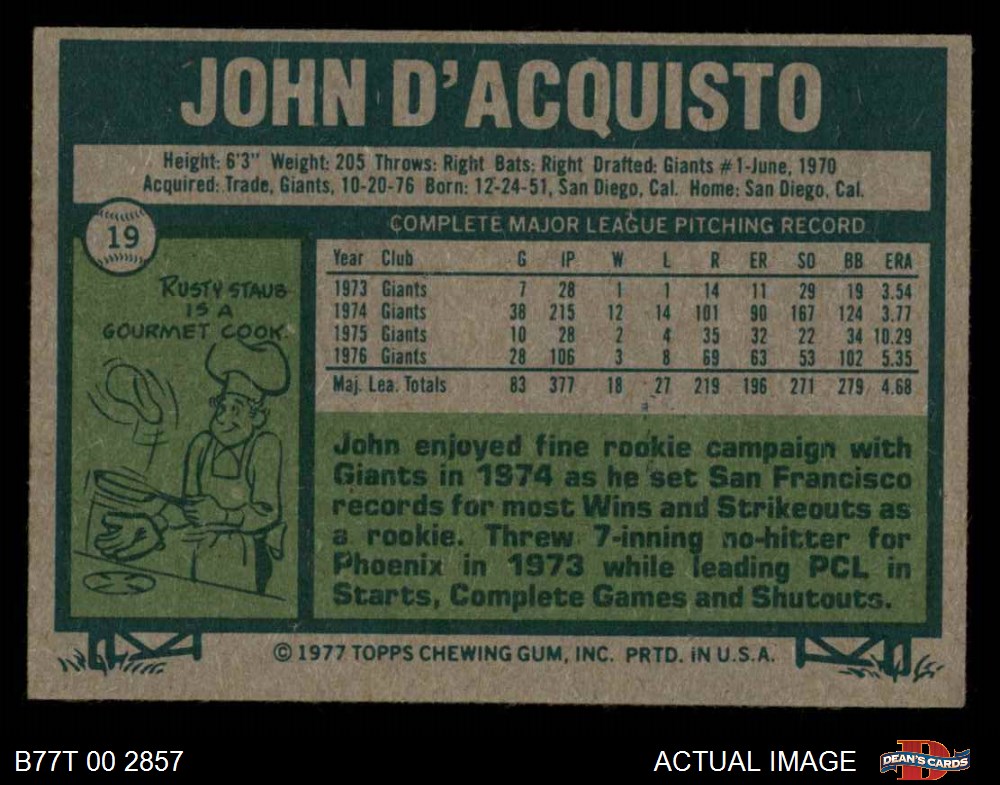 JOHN D'ACQUISTO
Height: 6'3" Weight: 205 Throws: Right Bats: Right Drafted: Giants #1-June, 1970
Acquired: Trade, Giants, 10-20-76 Born: 12-24-51, San Diego, Cal. Home: San Diego, Cal.
19
COMPLETE MAJOR LEAGUE PITCHING RECORD
Year Club G IP W L R ER SO BB ERA
1973 Giants 7 28 1 1 14 11 29 19 3.54
1974 Giants 38 215 12 14 101 90 167 124 3.77
1975 Giants 10 28 2 4 35 32 22 34 10.29
1976 Giants 28 106 3 8 69 63 53 102 5.35
Maj. Lea. Totals 83 377 18 27 219 196 271 279 4.68
RUSTY STAUB
IS A
GOURMET COOK.
John enjoyed fine rookie campaign with
Giants in 1974 as he set San Francisco
records for most Wins and Strikeouts as
a rookie. Threw 7-inning no-hitter for
Phoenix in 1973 while leading PCL in
Starts, Complete Games and Shutouts.
© 1977 TOPPS CHEWING GUM, INC. PRTD. IN U.S.A.
B77T 00 2857
ACTUAL IMAGE
D
DEAN'S CARDS